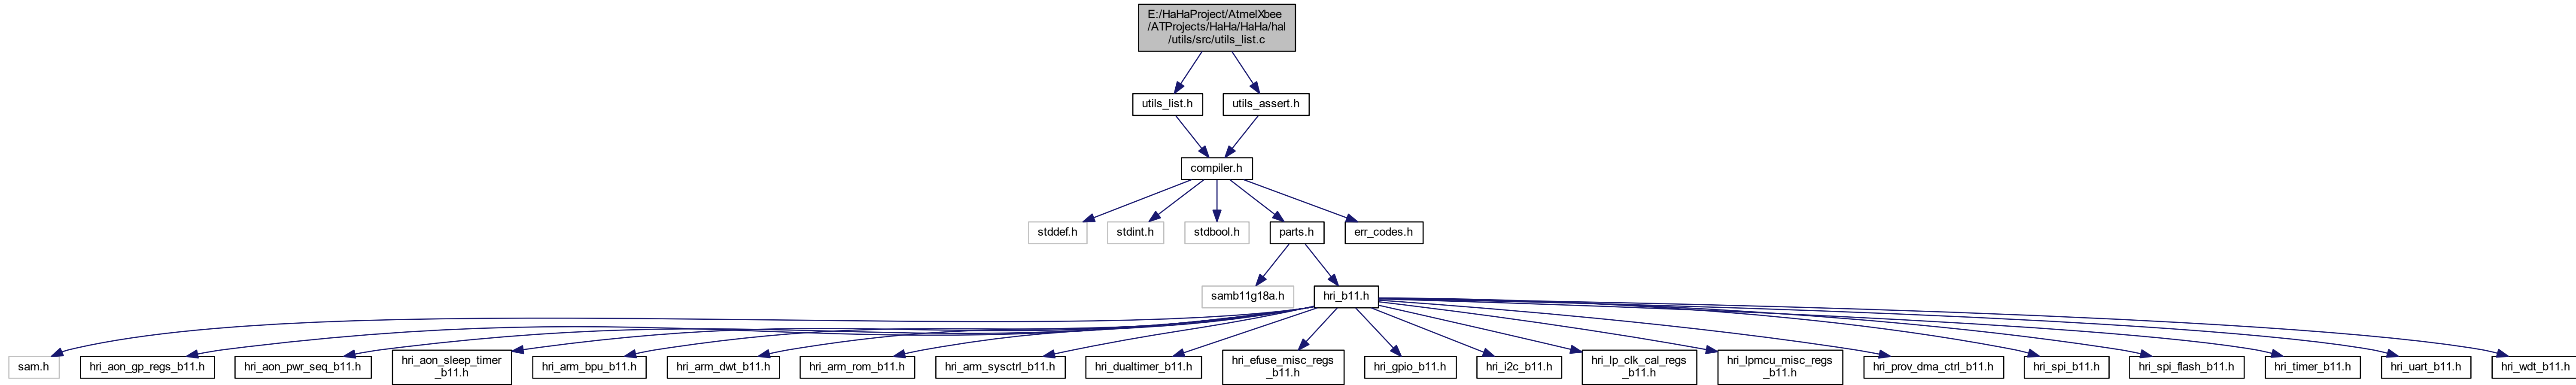 E:/HaHaProject/AtmelXbee
/ATProjects/HaHa/HaHa/hal
/utils/src/utils_list.c
utils_list.h
utils_assert.h
compiler.h
stddef.h
stdint.h
stdbool.h
parts.h
err_codes.h
samb11g18a.h
hri_b11.h
sam.h
hri_aon_gp_regs_b11.h
hri_aon_pwr_seq_b11.h
hri_aon_sleep_timer
_b11.h
hri_arm_bpu_b11.h
hri_arm_dwt_b11.h
hri_arm_rom_b11.h
hri_arm_sysctrl_b11.h
hri_dualtimer_b11.h
hri_efuse_misc_regs
_b11.h
hri_gpio_b11.h
hri_i2c_b11.h
hri_lp_clk_cal_regs
_b11.h
hri_lpmcu_misc_regs
_b11.h
hri_prov_dma_ctrl_b11.h
hri_spi_b11.h
hri_spi_flash_b11.h
hri_timer_b11.h
hri_uart_b11.h
hri_wdt_b11.h